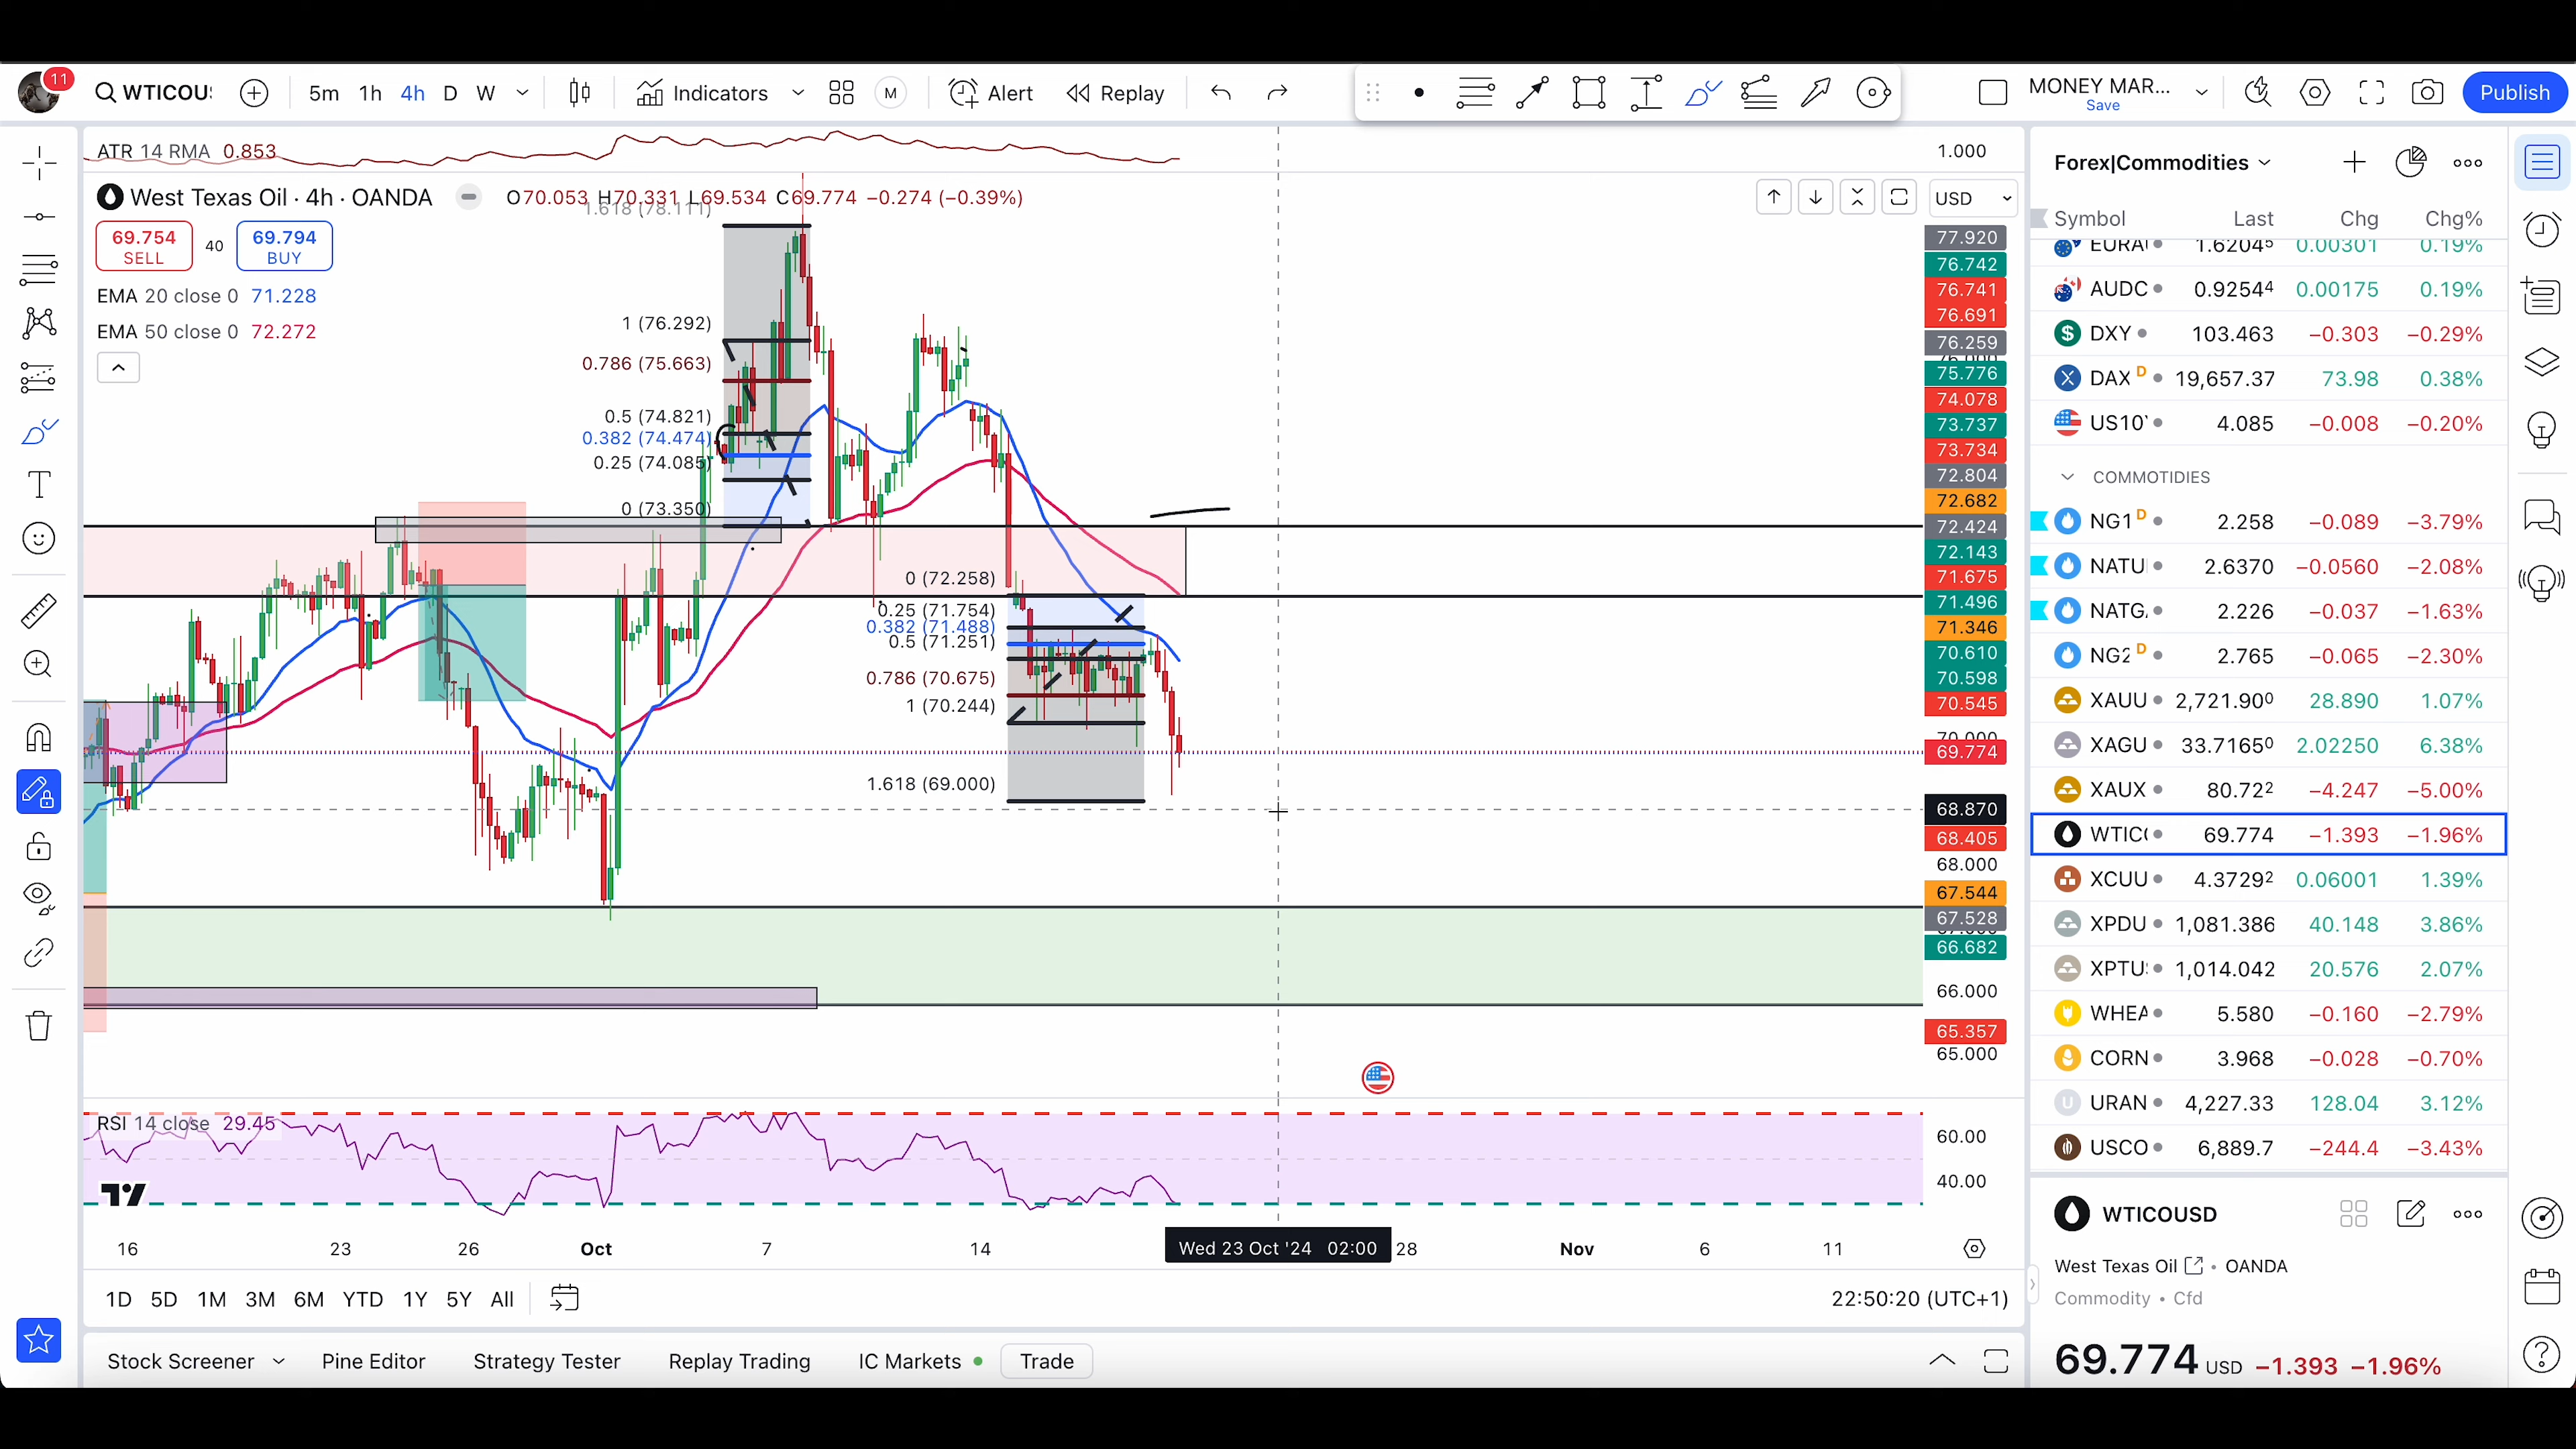 11
WTICOU
5m 1h 4h D W
Indicators
M
Alert
Replay
MONEY MAR...
Save
Publish
ATR 14 RMA 0.853
1.000
West Texas Oil · 4h · OANDA
O70.053 H70.331 L69.534 C69.774 −0.274 (−0.39%)
USD
69.754
SELL
40
69.794
BUY
EMA 20 close 0 71.228
EMA 50 close 0 72.272
1.618 (78.111)
1 (76.292)
0.786 (75.663)
0.5 (74.821)
0.382 (74.474)
0.25 (74.085)
0 (73.350)
0 (72.258)
0.25 (71.754)
0.382 (71.488)
0.5 (71.251)
0.786 (70.675)
1 (70.244)
1.618 (69.000)
77.920
76.742
76.741
76.691
76.259
75.776
74.078
73.737
73.734
72.804
72.682
72.424
72.143
71.675
71.496
71.346
70.610
70.598
70.545
69.774
68.870
68.405
68.000
67.544
67.528
66.682
66.000
65.357
65.000
RSI 14 close 29.45
60.00
40.00
16 23 26 Oct 7 14 Wed 23 Oct '24 02:00 28 Nov 6 11
1D 5D 1M 3M 6M YTD 1Y 5Y All
22:50:20 (UTC+1)
Stock Screener Pine Editor Strategy Tester Replay Trading IC Markets Trade
Forex|Commodities
Symbol Last Chg Chg%
EURAU 1.62045 0.00301 0.19%
AUDC 0.92544 0.00175 0.19%
DXY 103.463 −0.303 −0.29%
DAX D 19,657.37 73.98 0.38%
US10Y 4.085 −0.008 −0.20%
COMMOTIDIES
NG1 D 2.258 −0.089 −3.79%
NATU 2.6370 −0.0560 −2.08%
NATG 2.226 −0.037 −1.63%
NG2 D 2.765 −0.065 −2.30%
XAUU 2,721.900 28.890 1.07%
XAGU 33.71650 2.02250 6.38%
XAUX 80.722 −4.247 −5.00%
WTIC 69.774 −1.393 −1.96%
XCUU 4.37292 0.06001 1.39%
XPDU 1,081.386 40.148 3.86%
XPTU 1,014.042 20.576 2.07%
WHEA 5.580 −0.160 −2.79%
CORN 3.968 −0.028 −0.70%
U URAN 4,227.33 128.04 3.12%
USCO 6,889.7 −244.4 −3.43%
WTICOUSD
West Texas Oil • OANDA
Commodity • Cfd
69.774 USD −1.393 −1.96%